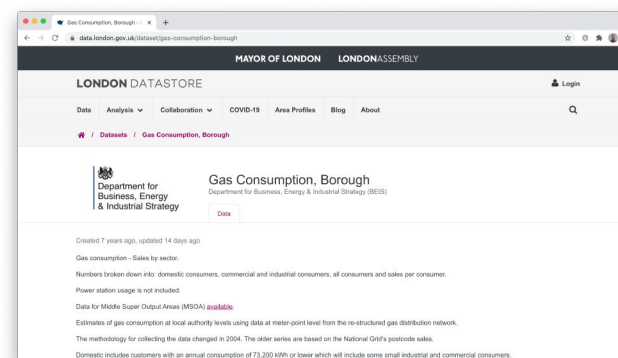 Gas Consumption, Borough - L
data.london.gov.uk/dataset/gas-consumption-borough
MAYOR OF LONDON LONDONASSEMBLY
LONDON DATASTORE
Login
Data Analysis Collaboration COVID-19 Area Profiles Blog About
/ Datasets / Gas Consumption, Borough
Department for
Business, Energy
& Industrial Strategy
Gas Consumption, Borough
Department for Business, Energy & Industrial Strategy (BEIS)
Data
Created 7 years ago, updated 14 days ago
Gas consumption - Sales by sector.
Numbers broken down into: domestic consumers, commercial and industrial consumers, all consumers and sales per consumer.
Power station usage is not included.
Data for Middle Super Output Areas (MSOA) available.
Estimates of gas consumption at local authority levels using data at meter-point level from the re-structured gas distribution network.
The methodology for collecting the data changed in 2004. The older series are based on the National Grid's postcode sales.
Domestic includes customers with an annual consumption of 73,200 kWh or lower which will include some small industrial and commercial consumers.